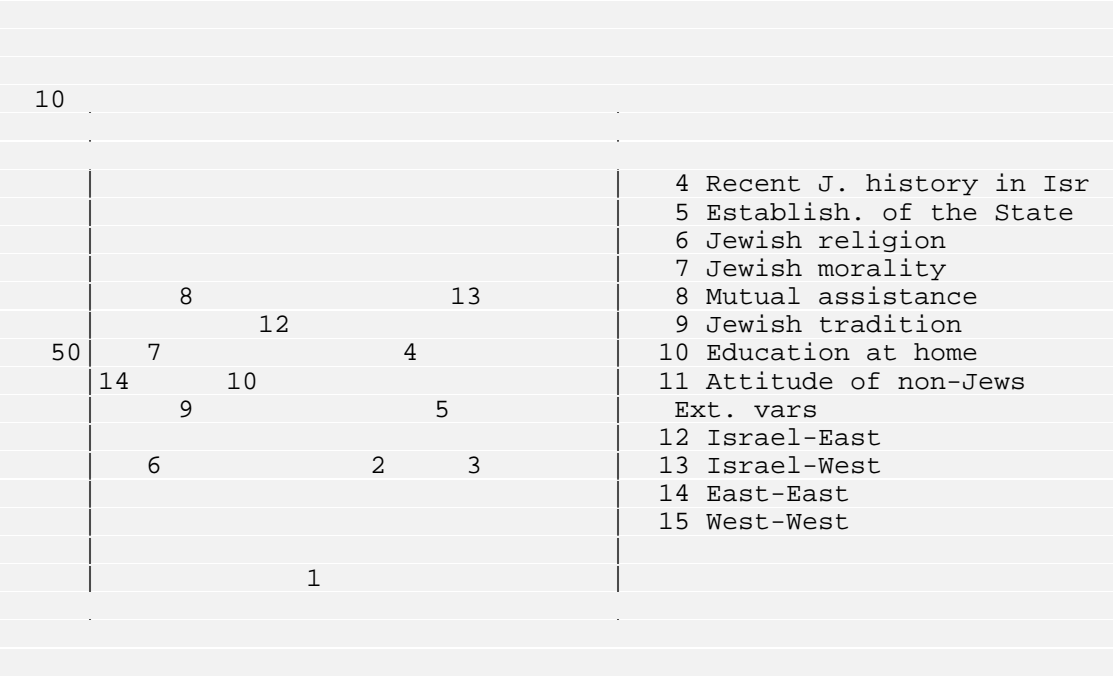 10
4 Recent J. history in Isr
5 Establish. of the State
6 Jewish religion
7 Jewish morality
8 13 8 Mutual assistance
12 9 Jewish tradition
50 7 4 10 Education at home
14 10 11 Attitude of non-Jews
9 5 Ext. vars
12 Israel-East
6 2 3 13 Israel-West
14 East-East
15 West-West
1